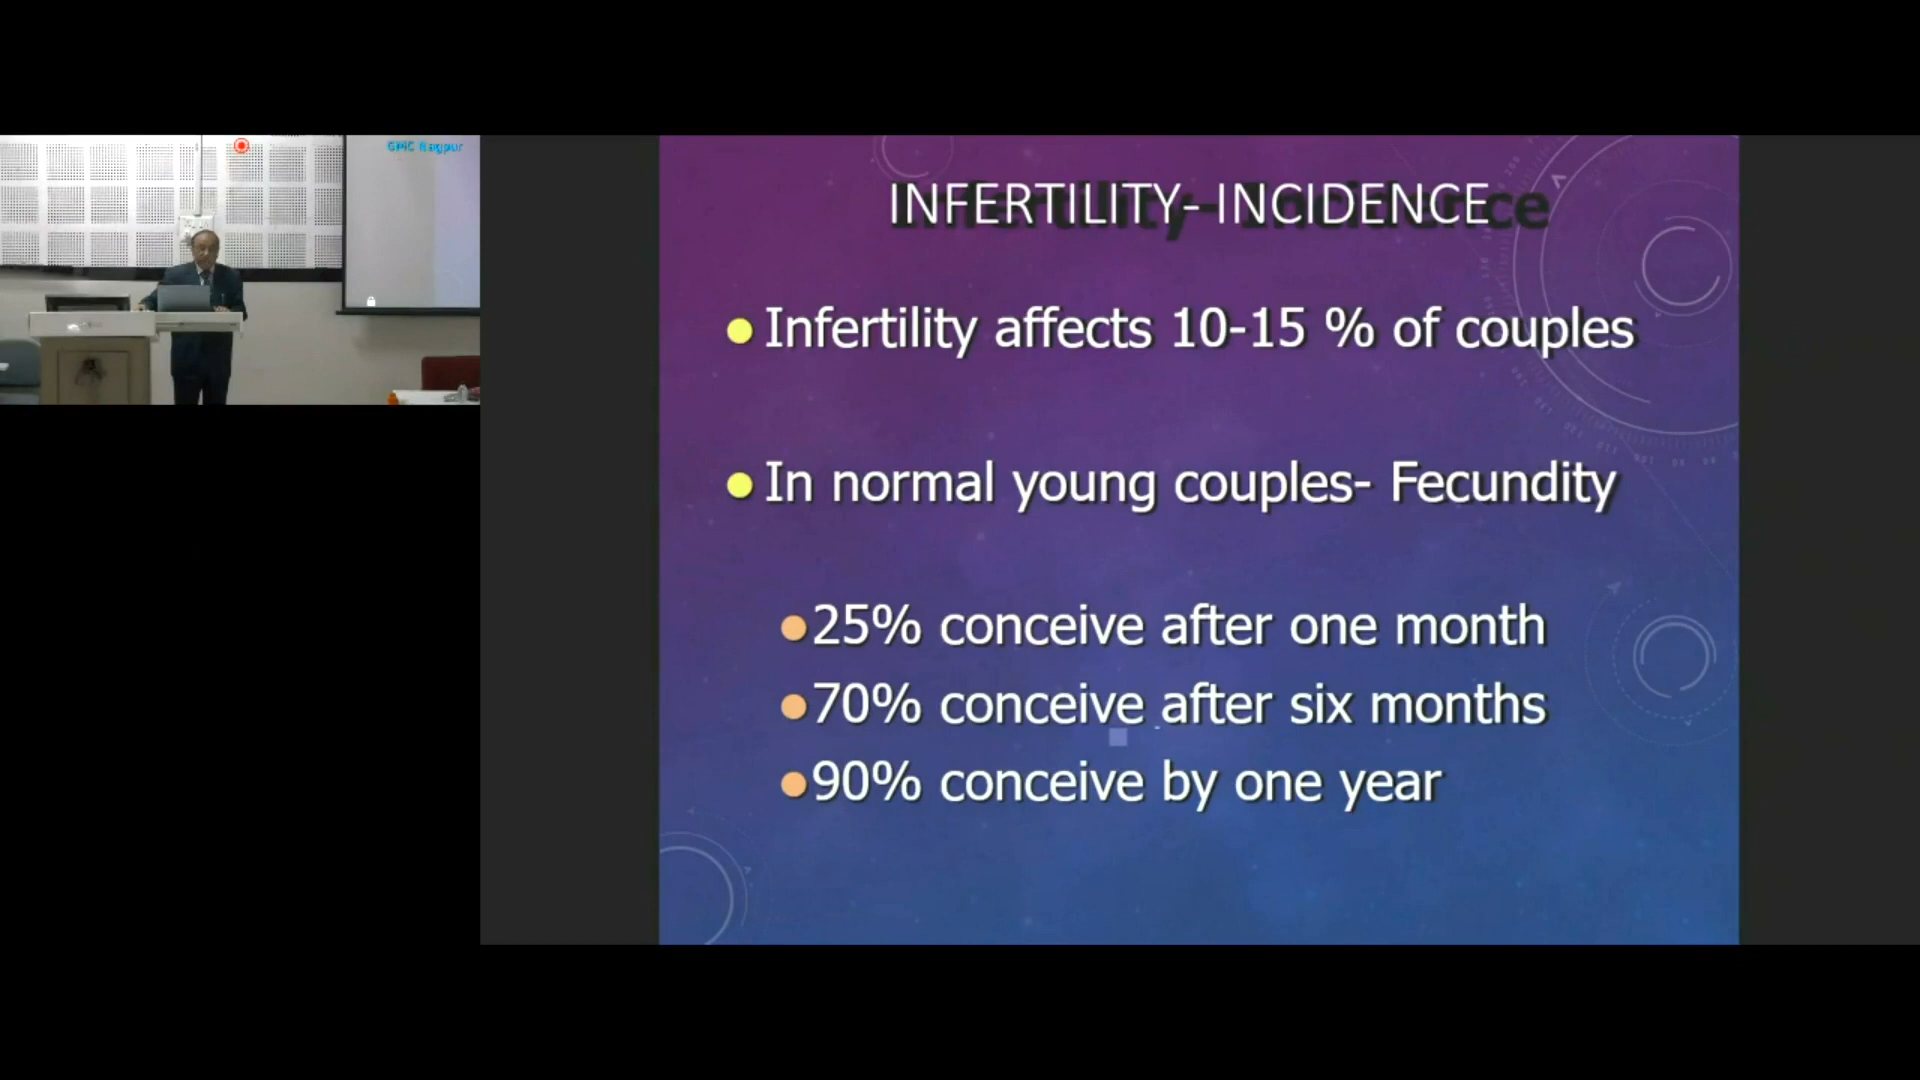 INFERTILITY- INCIDENCE
Infertility affects 10-15 % of couples
In normal young couples- Fecundity
25% conceive after one month
70% conceive after six months
90% conceive by one year